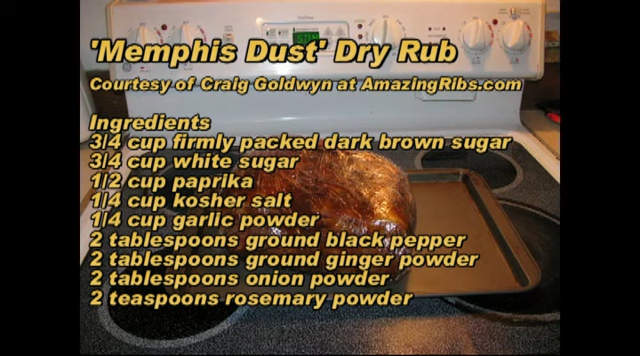 'Memphis Dust' Dry Rub
Courtesy of Craig Goldwyn at AmazingRibs.com
Ingredients
3/4 cup firmly packed dark brown sugar
3/4 cup white sugar
1/2 cup paprika
1/4 cup kosher salt
1/4 cup garlic powder
2 tablespoons ground black pepper
2 tablespoons ground ginger powder
2 tablespoons onion powder
2 teaspoons rosemary powder